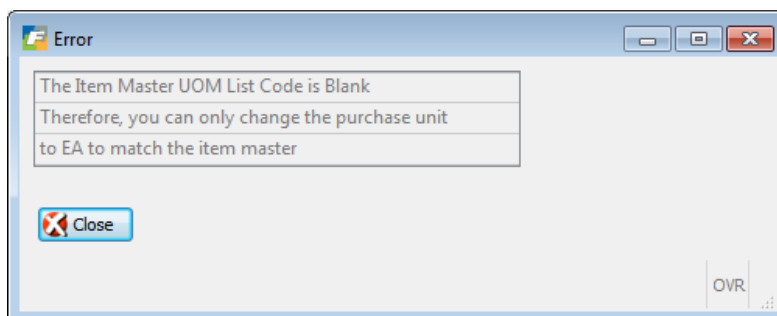 Error
The Item Master UOM List Code is Blank
Therefore, you can only change the purchase unit
to EA to match the item master
Close
OVR